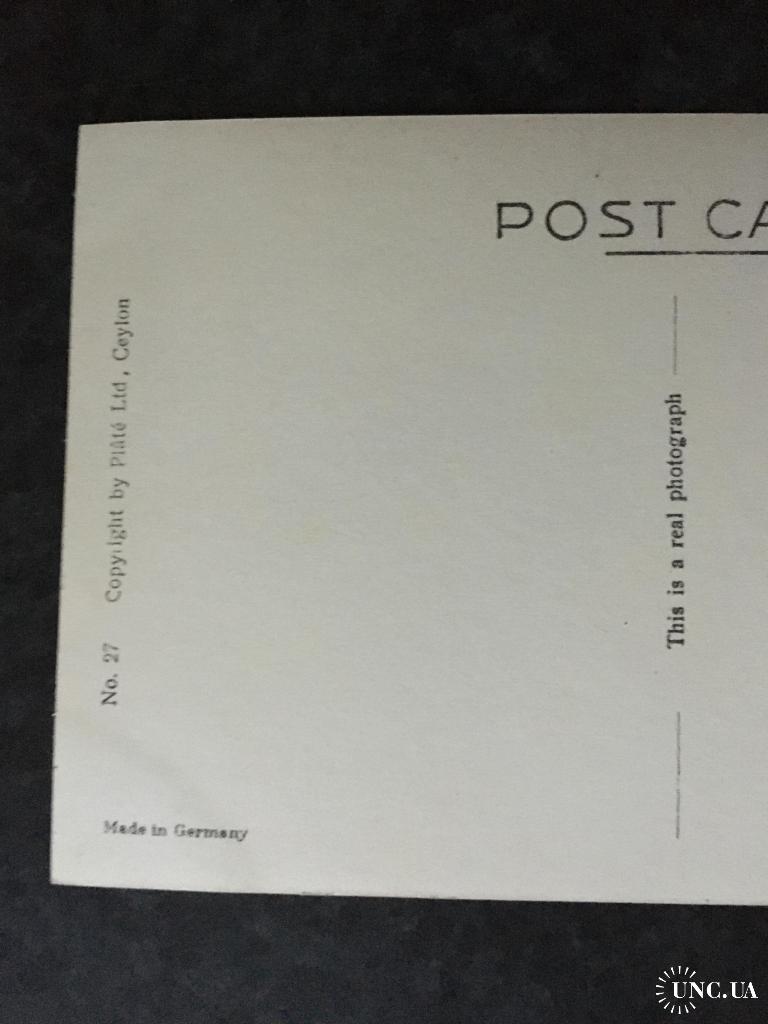 POST CA
No. 27 Copyright by Plâté Ltd, Ceylon
This is a real photograph
Made in Germany
UNC.UA